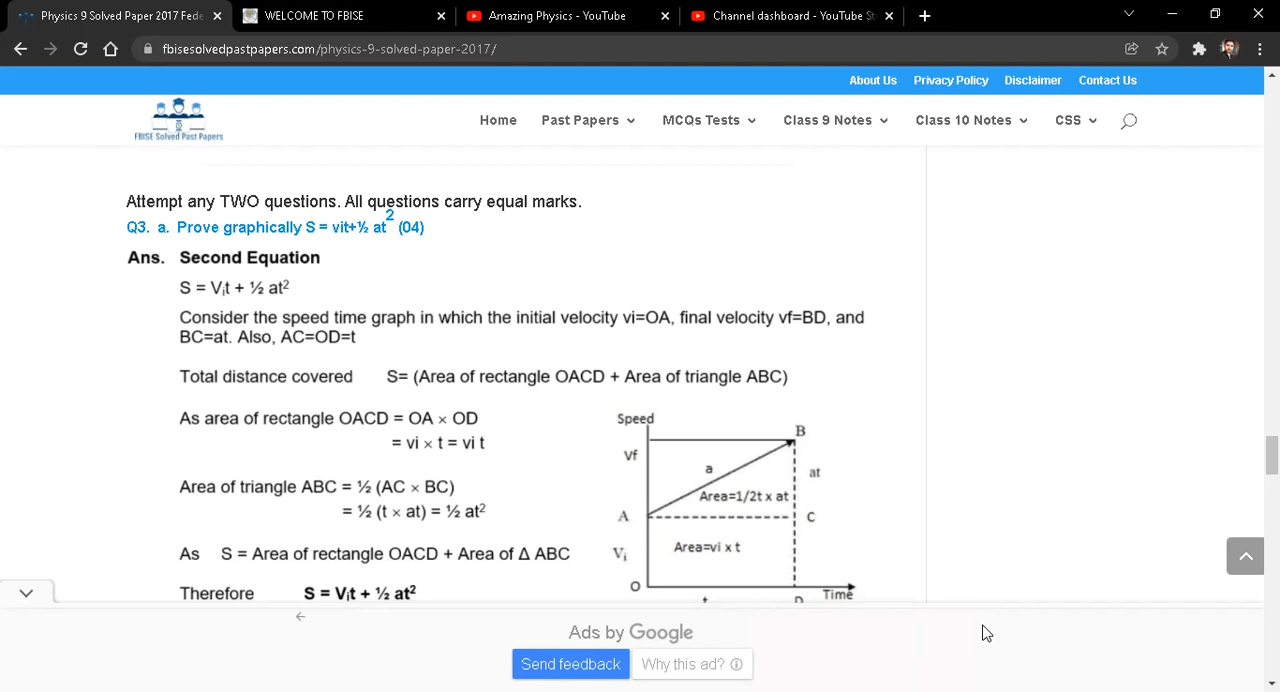 Physics 9 Solved Paper 2017 Fede
WELCOME TO FBISE
Amazing Physics - YouTube
Channel dashboard - YouTube St
fbisesolvedpastpapers.com/physics-9-solved-paper-2017/
About Us Privacy Policy Disclaimer Contact Us
FBISE Solved Past Papers
Home Past Papers MCQs Tests Class 9 Notes Class 10 Notes CSS
Attempt any TWO questions. All questions carry equal marks.
Q3. a. Prove graphically S = vit+½ at² (04)
Ans. Second Equation
S = Vᵢt + ½ at²
Consider the speed time graph in which the initial velocity vi=OA, final velocity vf=BD, and
BC=at. Also, AC=OD=t
Total distance covered S= (Area of rectangle OACD + Area of triangle ABC)
As area of rectangle OACD = OA × OD
= vi × t = vi t
Area of triangle ABC = ½ (AC × BC)
= ½ (t × at) = ½ at²
As S = Area of rectangle OACD + Area of Δ ABC
Therefore S = Vᵢt + ½ at²
Speed
B
Vf
a
at
Area=1/2t x at
A
C
Area=vi x t
Vᵢ
O
t
D
Time
Ads by Google
Send feedback
Why this ad?